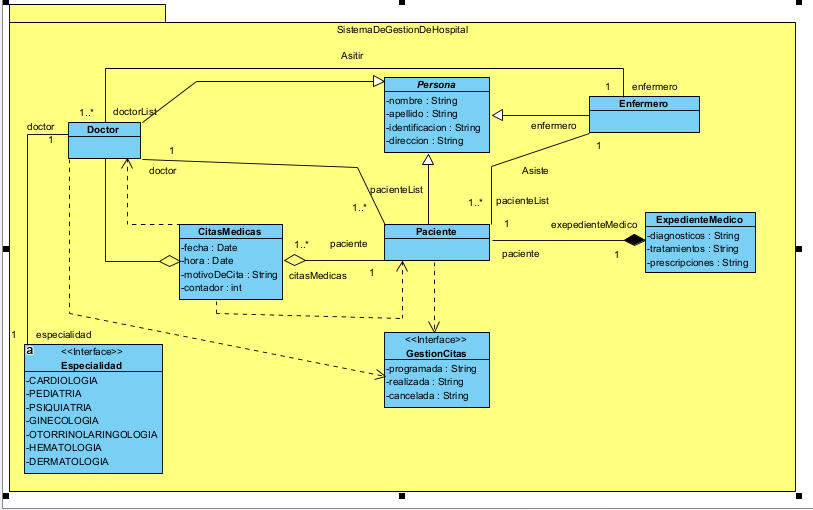 SistemaDeGestionDeHospital
Asitir
Persona
-nombre : String
-apellido : String
-identificacion : String
-direccion : String
1
enfermero
Enfermero
enfermero
1
Asiste
1..*
doctorList
doctor
1
Doctor
1
doctor
pacienteList
1..*
1..*
pacienteList
CitasMedicas
-fecha : Date
-hora : Date
-motivoDeCita : String
-contador : int
1..*
paciente
citasMedicas
1
Paciente
1
paciente
exepedienteMedico
1
ExpedienteMedico
-diagnosticos : String
-tratamientos : String
-prescripciones : String
1
especialidad
a
<<Interface>>
Especialidad
-CARDIOLOGIA
-PEDIATRIA
-PSIQUIATRIA
-GINECOLOGIA
-OTORRINOLARINGOLOGIA
-HEMATOLOGIA
-DERMATOLOGIA
<<Interface>>
GestionCitas
-programada : String
-realizada : String
-cancelada : String